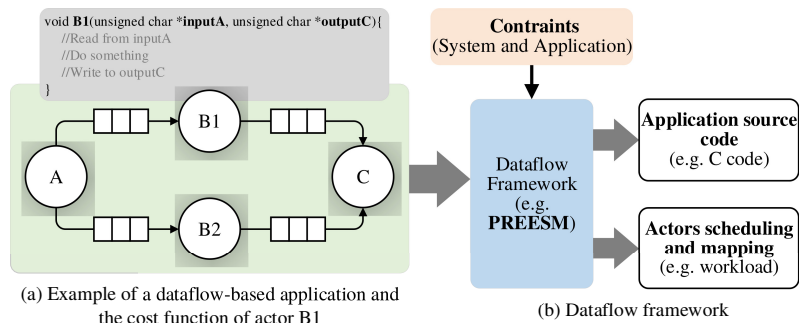 void B1(unsigned char *inputA, unsigned char *outputC){
//Read from inputA
//Do something
//Write to outputC
}
A
B1
B2
C
(a) Example of a dataflow-based application and
the cost function of actor B1
Contraints
(System and Application)
Dataflow
Framework
(e.g.
PREESM)
Application source
code
(e.g. C code)
Actors scheduling
and mapping
(e.g. workload)
(b) Dataflow framework